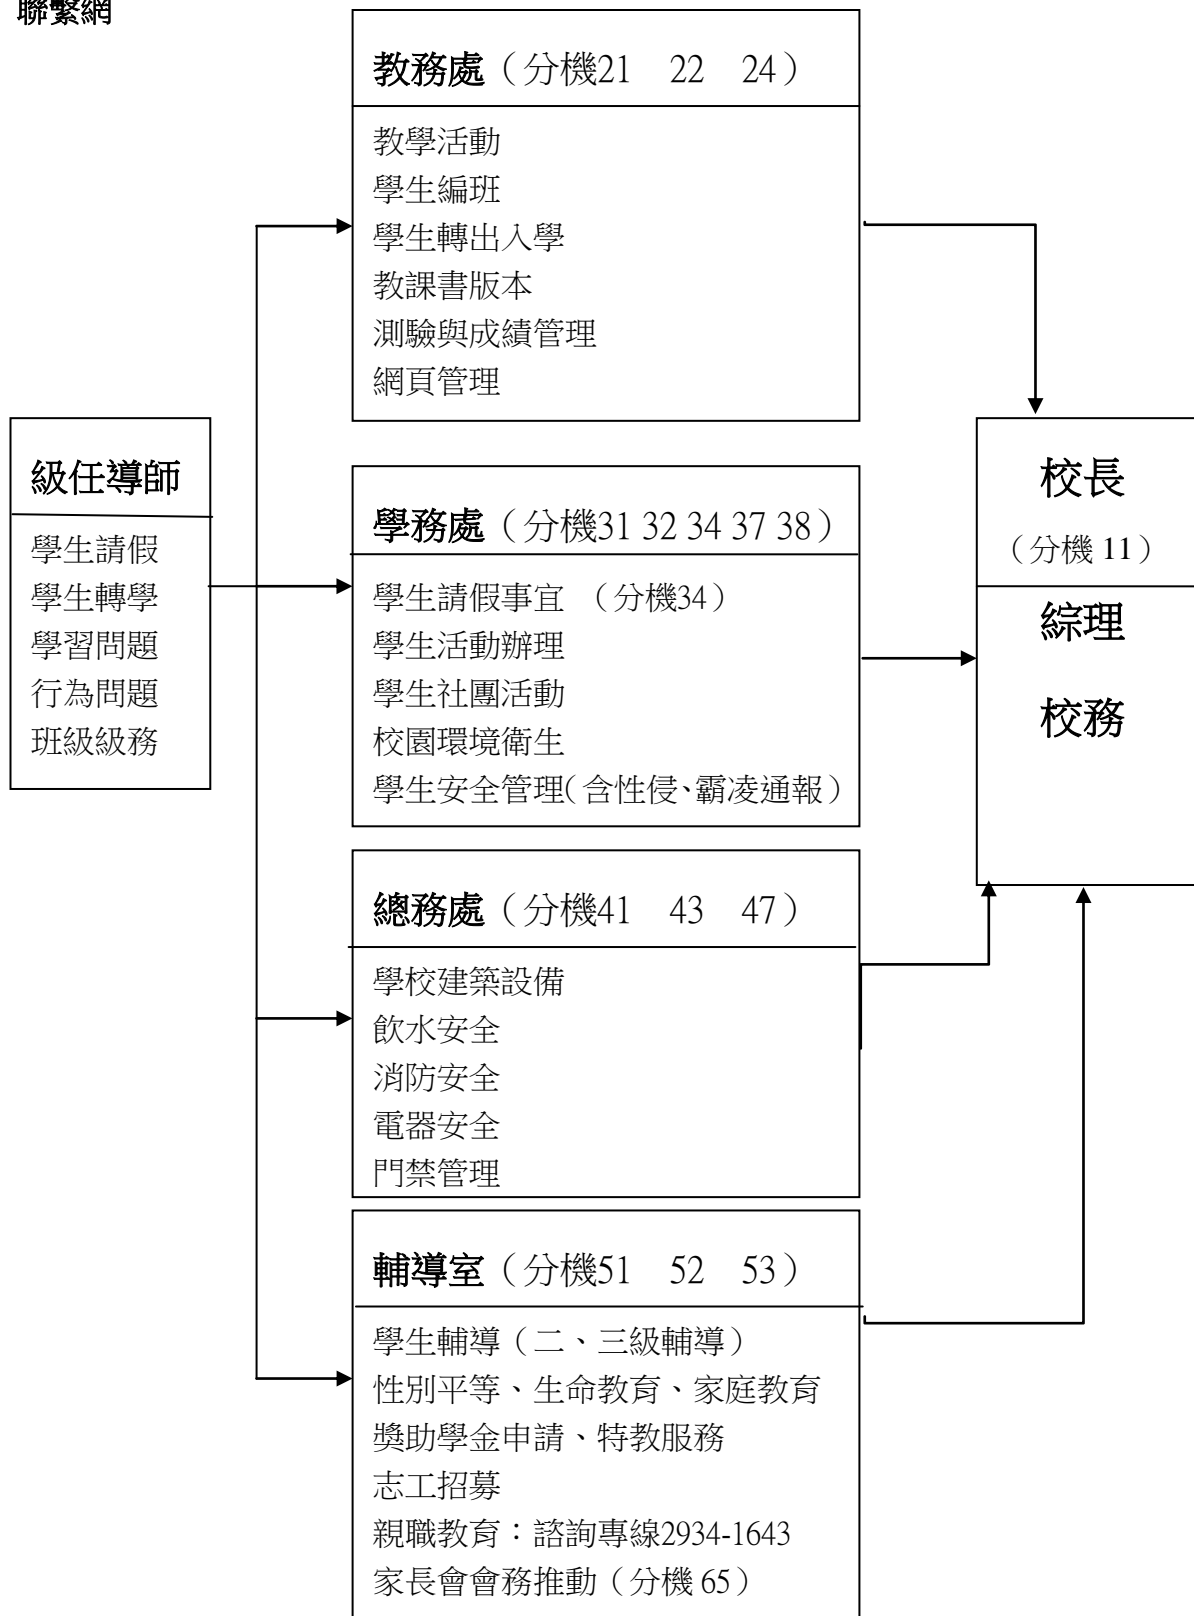 聯繫網
教務處（分機21 22 24）
教學活動
學生編班
學生轉出入學
教課書版本
測驗與成績管理
網頁管理
級任導師
學生請假
學生轉學
學習問題
行為問題
班級級務
學務處（分機31 32 34 37 38）
學生請假事宜 （分機34）
學生活動辦理
學生社團活動
校園環境衛生
學生安全管理（含性侵、霸凌通報）
校長
（分機 11）
綜理
校務
總務處（分機41 43 47）
學校建築設備
飲水安全
消防安全
電器安全
門禁管理
輔導室（分機51 52 53）
學生輔導（二、三級輔導）
性別平等、生命教育、家庭教育
獎助學金申請、特教服務
志工招募
親職教育：諮詢專線2934-1643
家長會會務推動（分機 65）